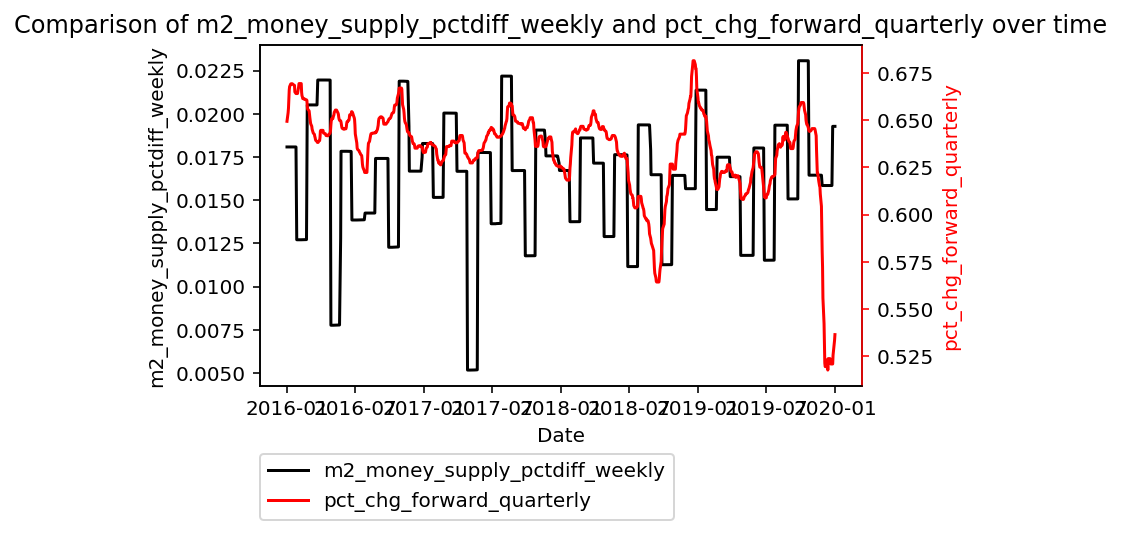 Comparison of m2_money_supply_pctdiff_weekly and pct_chg_forward_quarterly over time
m2_money_supply_pctdiff_weekly
0.0225
0.0200
0.0175
0.0150
0.0125
0.0100
0.0075
0.0050
0.675
0.650
0.625
0.600
0.575
0.550
0.525
pct_chg_forward_quarterly
2016-01 2016-07 2017-01 2017-07 2018-01 2018-07 2019-01 2019-07 2020-01
Date
m2_money_supply_pctdiff_weekly
pct_chg_forward_quarterly